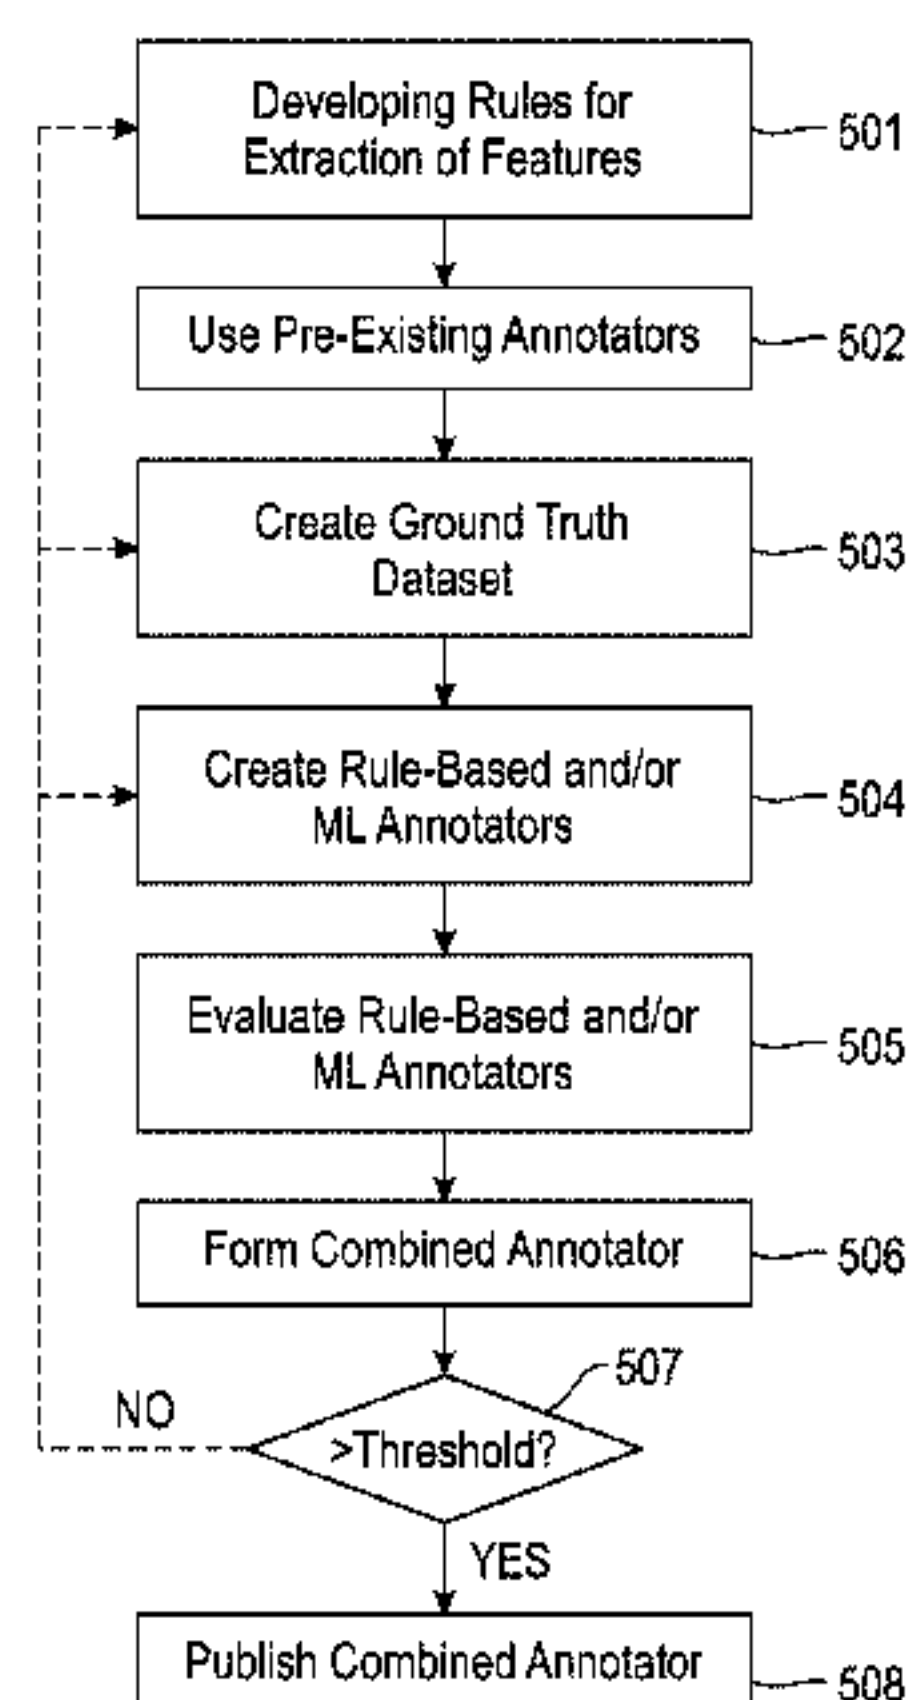 Developing Rules for
Extraction of Features
501
Use Pre-Existing Annotators
502
Create Ground Truth
Dataset
503
Create Rule-Based and/or
ML Annotators
504
Evaluate Rule-Based and/or
ML Annotators
505
Form Combined Annotator
506
507
NO
>Threshold?
YES
Publish Combined Annotator
508